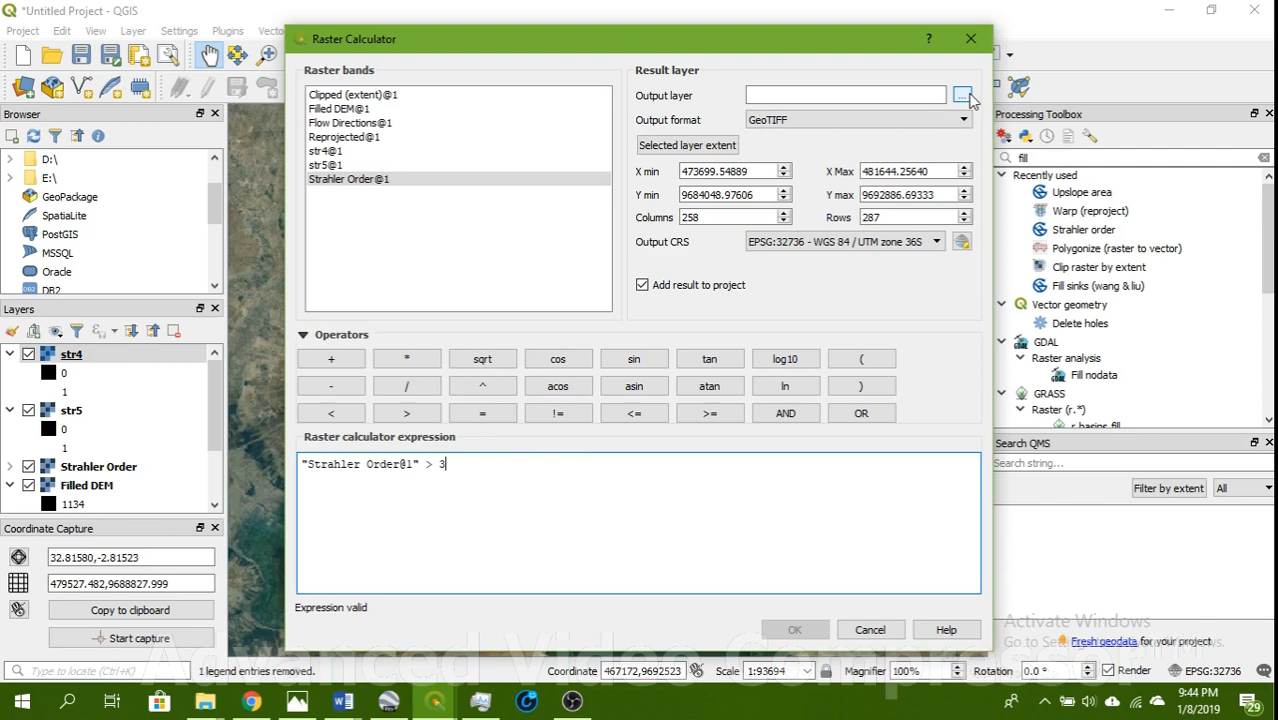 *Untitled Project - QGIS
Project Edit View Layer Settings Plugins Vect
Raster Calculator
?
Raster bands
Clipped (extent)@1
Filled DEM@1
Flow Directions@1
Reprojected@1
str4@1
str5@1
Strahler Order@1
Result layer
Output layer
...
Output format GeoTIFF
Selected layer extent
X min 473699.54889 X Max 481644.25640
Y min 9684048.97606 Y max 9692886.69333
Columns 258 Rows 287
Output CRS EPSG:32736 - WGS 84 / UTM zone 36S
Add result to project
Operators
+ * sqrt cos sin tan log10 (
- / ^ acos asin atan ln )
< > = != <= >= AND OR
Raster calculator expression
"Strahler Order@1" > 3
Expression valid
OK Cancel Help
Browser
D:\
E:\
GeoPackage
SpatiaLite
PostGIS
MSSQL
Oracle
DB2
Layers
str4
0
1
str5
0
1
Strahler Order
Filled DEM
1134
Coordinate Capture
32.81580,-2.81523
479527.482,9688827.999
Copy to clipboard
Start capture
Processing Toolbox
fill
Recently used
Upslope area
Warp (reproject)
Strahler order
Polygonize (raster to vector)
Clip raster by extent
Fill sinks (wang & liu)
Vector geometry
Delete holes
GDAL
Raster analysis
Fill nodata
GRASS
Raster (r.*)
r.basins.fill
Search QMS
Search string...
Filter by extent All
Activate Windows
Fresh geodata for your project
Type to locate (Ctrl+K) 1 legend entries removed. Coordinate 467172,9692523 Scale 1:93694 Magnifier 100% Rotation 0.0 ° Render EPSG:32736
9:44 PM
1/8/2019
29